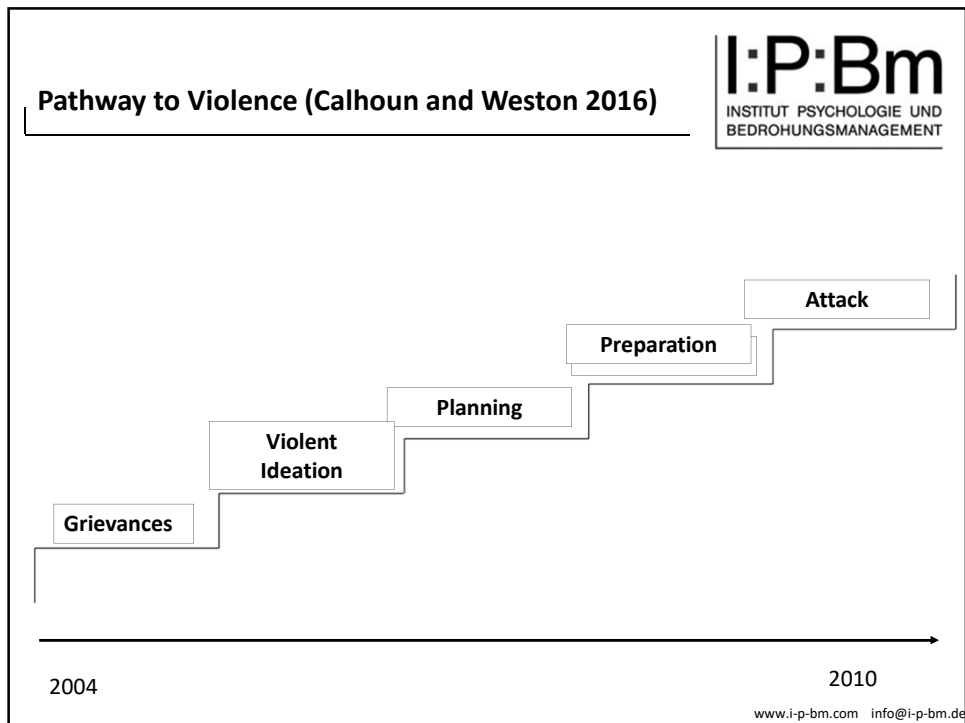 Pathway to Violence (Calhoun and Weston 2016)
I:P:Bm
INSTITUT PSYCHOLOGIE UND
BEDROHUNGSMANAGEMENT
Attack
Preparation
Planning
Violent
Ideation
Grievances
2004
2010
www.i-p-bm.com info@i-p-bm.de